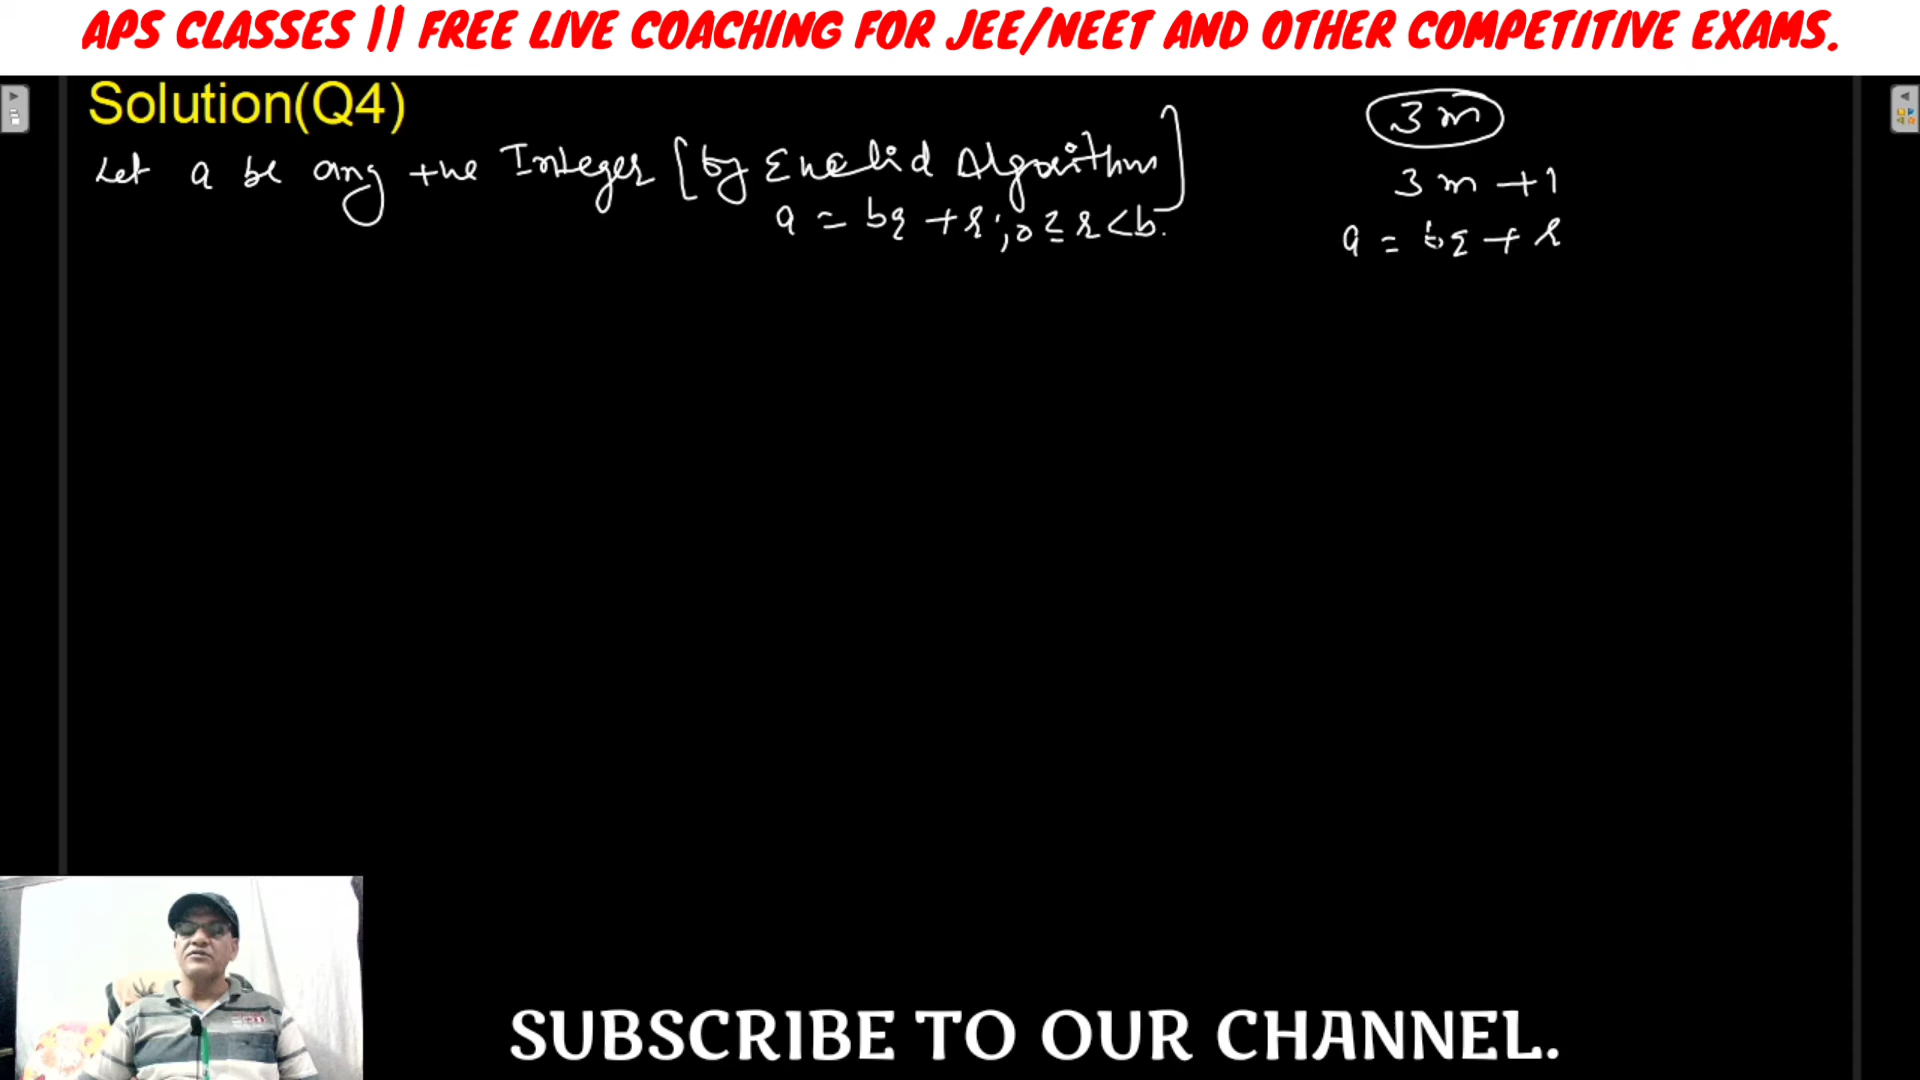 APS CLASSES || FREE LIVE COACHING FOR JEE/NEET AND OTHER COMPETITIVE EXAMS.
Solution(Q4)
Let a be any +ve Integer [by Euclid Algorithm]
a = bq + r ; 0 ≤ r < b.
3m
3m + 1
a = bq + r
SUBSCRIBE TO OUR CHANNEL.